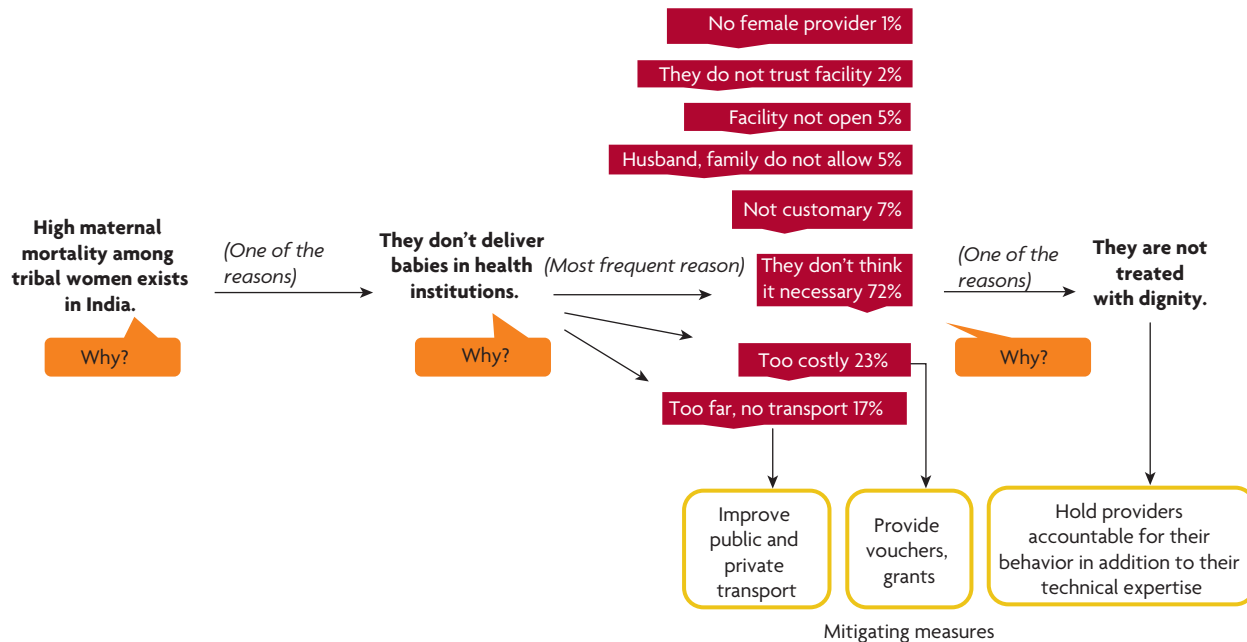 No female provider 1%
They do not trust facility 2%
Facility not open 5%
Husband, family do not allow 5%
Not customary 7%
High maternal
mortality among
tribal women exists
in India.
Why?
(One of the
reasons)
They don’t deliver
babies in health
institutions.
Why?
(Most frequent reason)
They don’t think
it necessary 72%
(One of the
reasons)
Why?
They are not
treated
with dignity.
Too costly 23%
Too far, no transport 17%
Improve
public and
private
transport
Provide
vouchers,
grants
Hold providers
accountable for their
behavior in addition to their
technical expertise
Mitigating measures